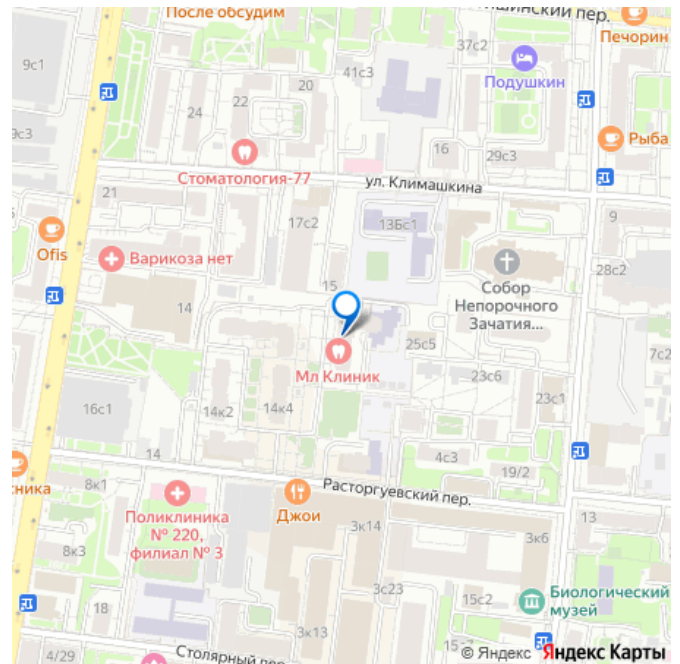 После обсудим
Печорин
37с2
9с1
41с3
Подушкин
22
20
24
9с3
Рыба
16
29с3
Стоматология-77
ул. Климашкина
21
17с2
13Бс1
9
Ofis
Варикоза нет
28с2
Собор
Непорочного
Зачатия...
15
14
25с5
7с2
Мл Клиник
23с6
23с1
16с1
14к2
14к4
14
4с3
19/2
8к1
Расторгуевский пер.
Поликлиника
№ 220,
филиал № 3
Джои
13
3к14
3к6
8к3
3с23
Биологический
музей
15с2
18
3к13
4/29
Столярный пер.
© Яндекс Яндекс Карты